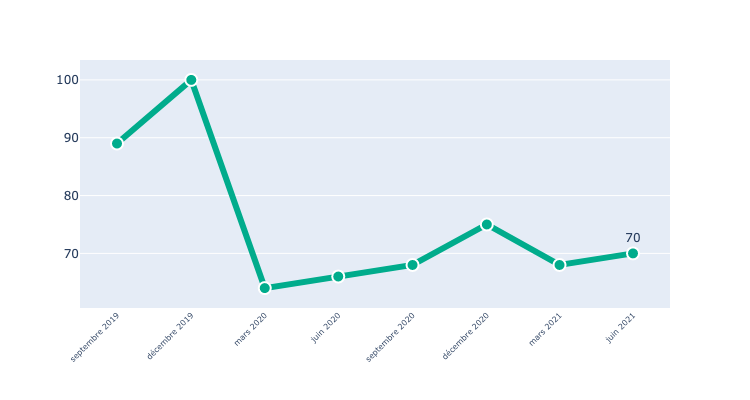 100
90
80
70
70
septembre 2019
décembre 2019
mars 2020
juin 2020
septembre 2020
décembre 2020
mars 2021
juin 2021